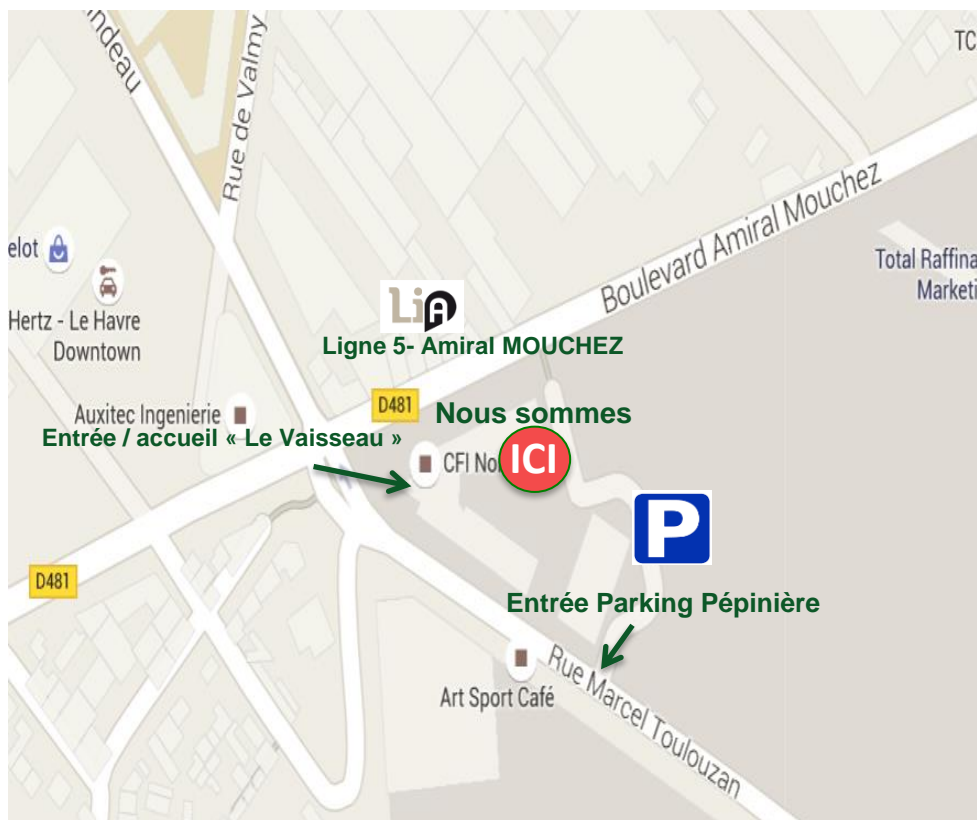 indeau
Rue de Valmy
TC
Boulevard Amiral Mouchez
elot
Total Raffina
Marketi
Hertz - Le Havre
Downtown
LiA
Ligne 5- Amiral MOUCHEZ
D481
Nous sommes
Auxitec Ingenierie
Entrée / accueil « Le Vaisseau »
CFI No
ICI
P
D481
Entrée Parking Pépinière
Rue Marcel Toulouzan
Art Sport Café